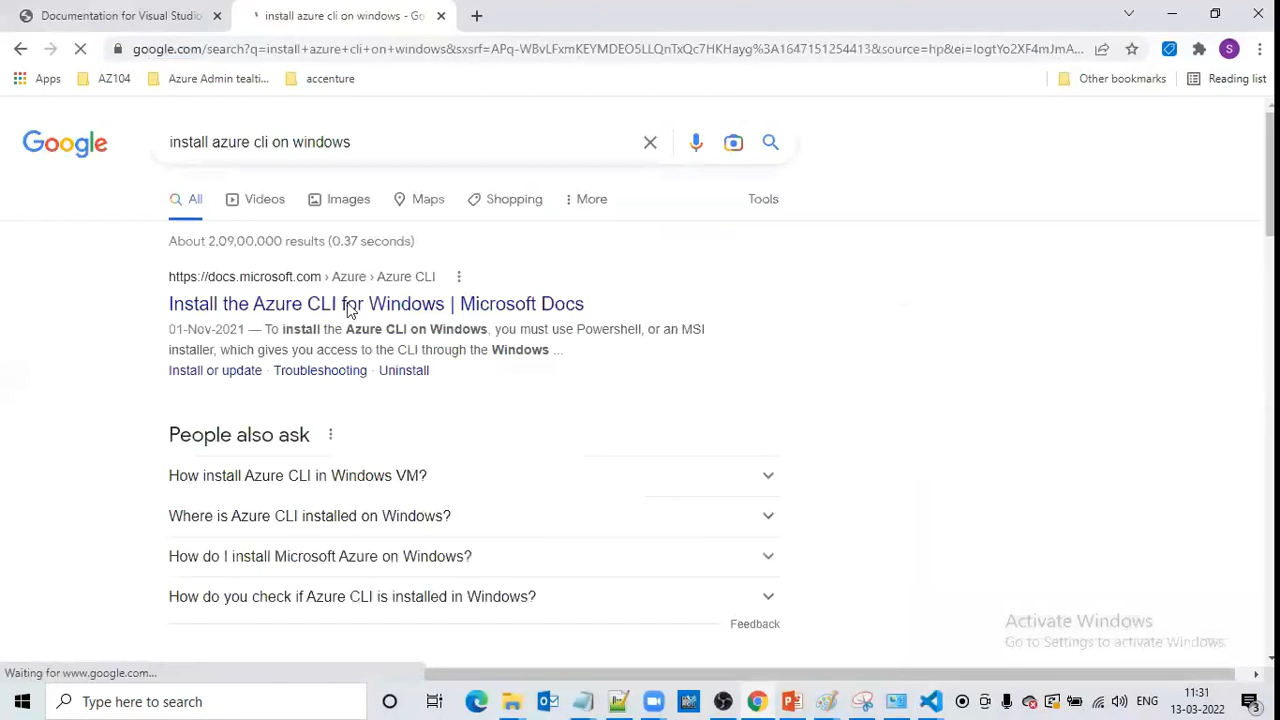 Documentation for Visual Studio
install azure cli on windows - Go
google.com/search?q=install+azure+cli+on+windows&sxsrf=APq-WBvLFxmKEYMDEO5LLQnTxQc7HKHayg%3A1647151254413&source=hp&ei=logtYo2XF4mJmA...
S
Apps
AZ104
Azure Admin tealti...
accenture
Other bookmarks
Reading list
Google
install azure cli on windows
All
Videos
Images
Maps
Shopping
More
Tools
About 2,09,00,000 results (0.37 seconds)
https://docs.microsoft.com › Azure › Azure CLI
Install the Azure CLI for Windows | Microsoft Docs
01-Nov-2021 — To install the Azure CLI on Windows, you must use Powershell, or an MSI
installer, which gives you access to the CLI through the Windows ...
Install or update · Troubleshooting · Uninstall
People also ask
How install Azure CLI in Windows VM?
Where is Azure CLI installed on Windows?
How do I install Microsoft Azure on Windows?
How do you check if Azure CLI is installed in Windows?
Feedback
Activate Windows
Go to Settings to activate Windows.
Waiting for www.google.com...
Type here to search
ENG
11:31
13-03-2022
3